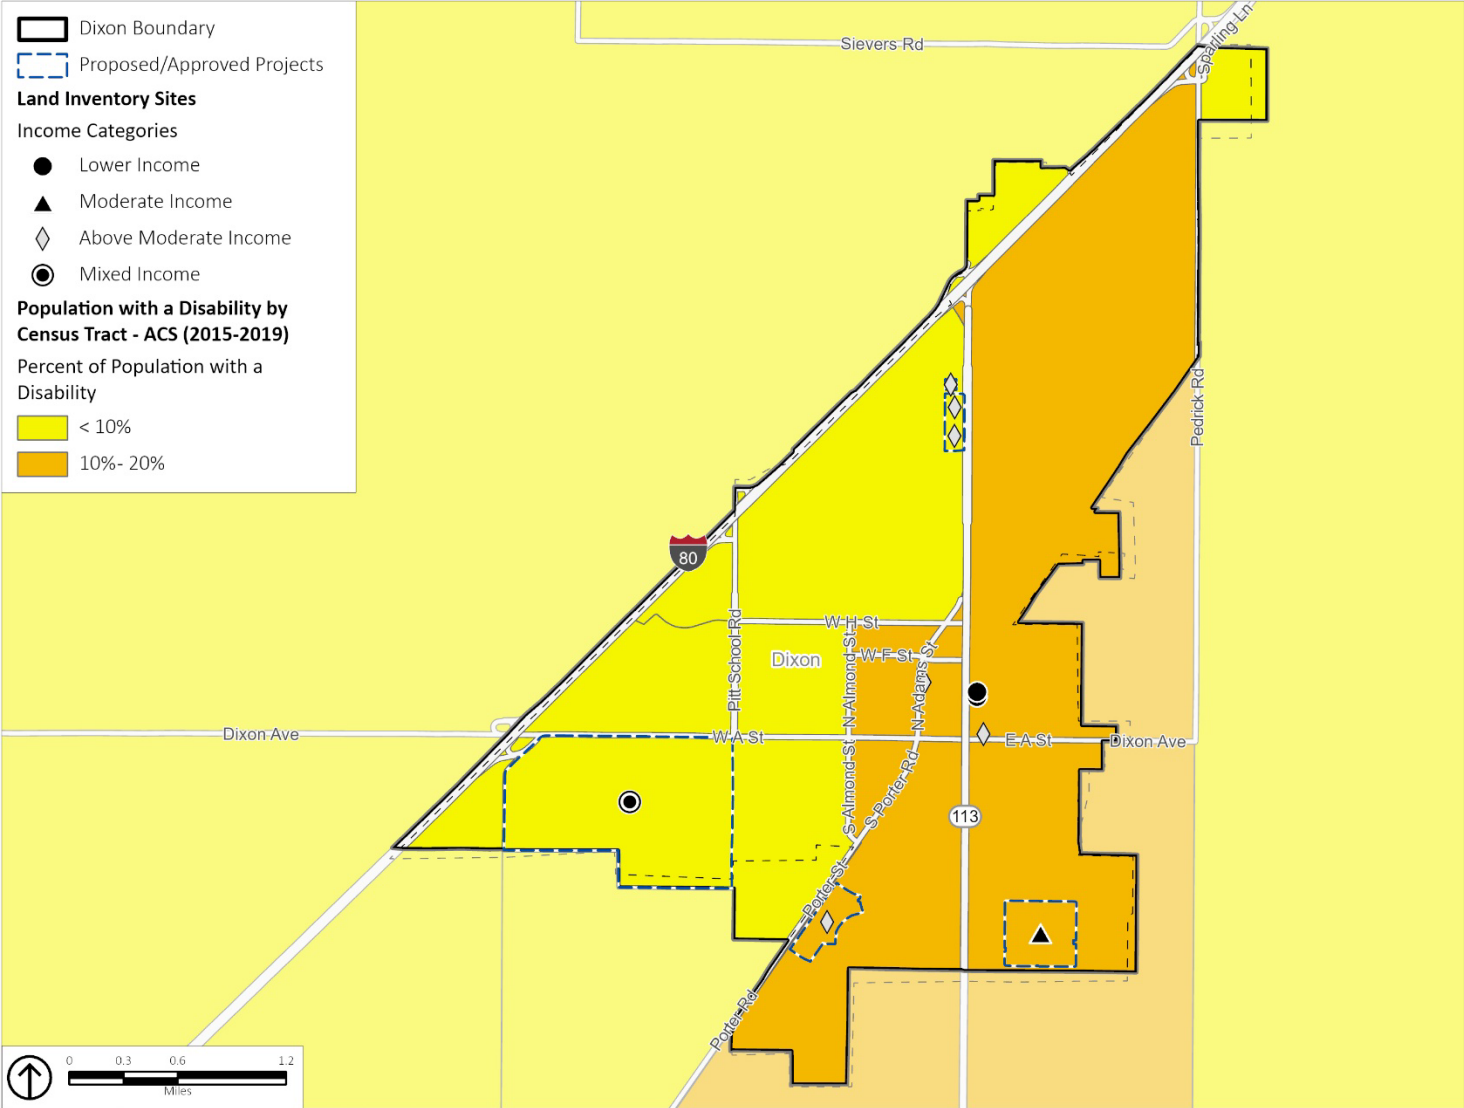 Dixon Boundary
Proposed/Approved Projects
Land Inventory Sites
Income Categories
Lower Income
Moderate Income
Above Moderate Income
Mixed Income
Population with a Disability by
Census Tract - ACS (2015-2019)
Percent of Population with a
Disability
< 10%
10%- 20%
Sievers Rd
Sparling Ln
Pedrick Rd
80
Pitt School Rd
W H St
Dixon
N Almond St
W F St
N Adams St
Dixon Ave
W A St
E A St
Dixon Ave
S Almond St
S Porter Rd
113
Porter St
Porter Rd
0 0.3 0.6 1.2
Miles